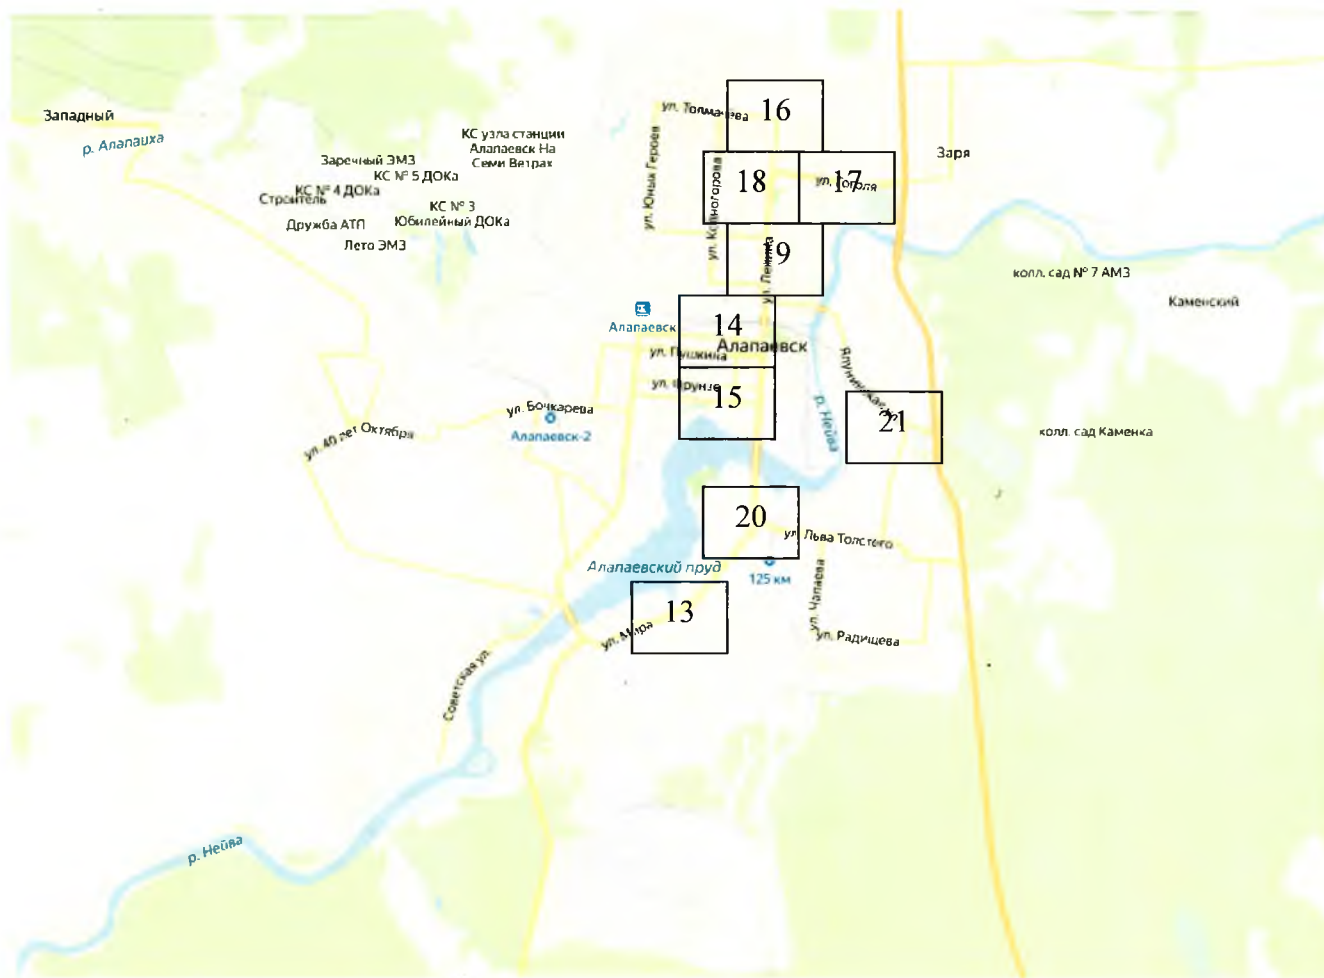 16
ул. Толмачёва
Западный
р. Алапаиха
КС узла станции
Алапаевск На
Семи Ветрах
Заречный ЭМЗ
КС № 5 ДОКа
КС № 4 ДОКа
Строитель
КС № 3
Юбилейный ДОКа
Дружба АТП
Лето ЭМЗ
ул. Юных Героев
ул. Колногорова
18
17
ул. Гоголя
Заря
19
ул. Ленина
колл. сад № 7 АМЗ
Каменский
Алапаевск
14
Алапаевск
ул. Пушкина
ул. Фрунзе
15
ул. Бочкарева
Алапаевск-2
ул. 40 лет Октября
р. Нейва
21
колл. сад Каменка
20
ул. Льва Толстого
Алапаевский пруд
125 км
13
ул. Мира
ул. Чапаева
ул. Радищева
Советская ул.
р. Нейва